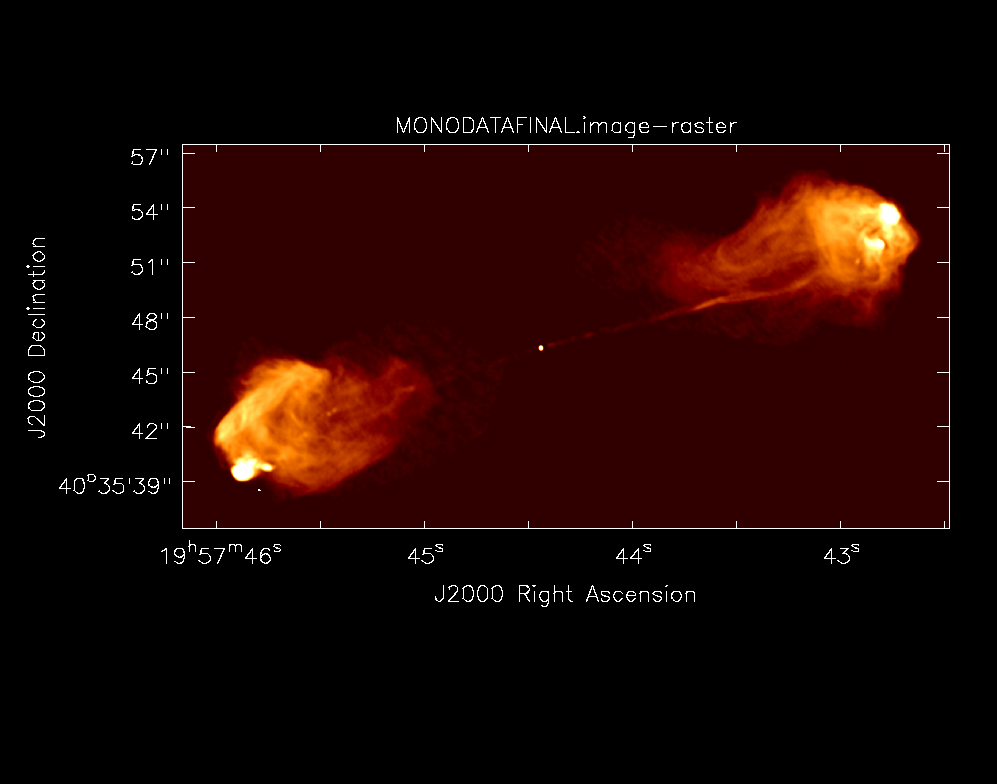 MONODATAFINAL.image-raster
57"
54"
51"
48"
45"
42"
40°35'39"
J2000 Declination
19ʰ57ᵐ46ˢ 45ˢ 44ˢ 43ˢ
J2000 Right Ascension